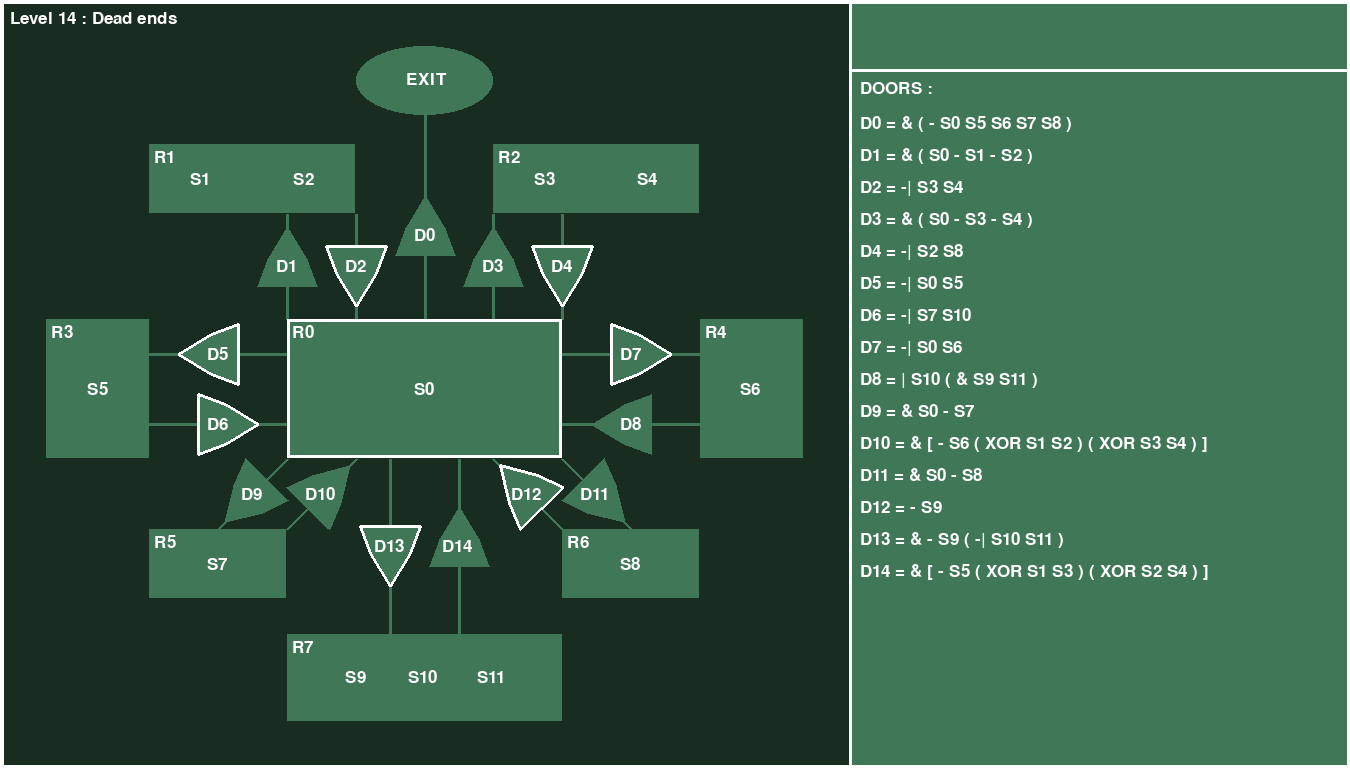 Level 14 : Dead ends
EXIT
R1
S1 S2
R2
S3 S4
D0
D1 D2 D3 D4
R3
S5
R0
S0
R4
S6
D5 D7
D6 D8
D9 D10 D12 D11
R5
S7
D13 D14
R6
S8
R7
S9 S10 S11
DOORS :
D0 = & ( - S0 S5 S6 S7 S8 )
D1 = & ( S0 - S1 - S2 )
D2 = -| S3 S4
D3 = & ( S0 - S3 - S4 )
D4 = -| S2 S8
D5 = -| S0 S5
D6 = -| S7 S10
D7 = -| S0 S6
D8 = | S10 ( & S9 S11 )
D9 = & S0 - S7
D10 = & [ - S6 ( XOR S1 S2 ) ( XOR S3 S4 ) ]
D11 = & S0 - S8
D12 = - S9
D13 = & - S9 ( -| S10 S11 )
D14 = & [ - S5 ( XOR S1 S3 ) ( XOR S2 S4 ) ]